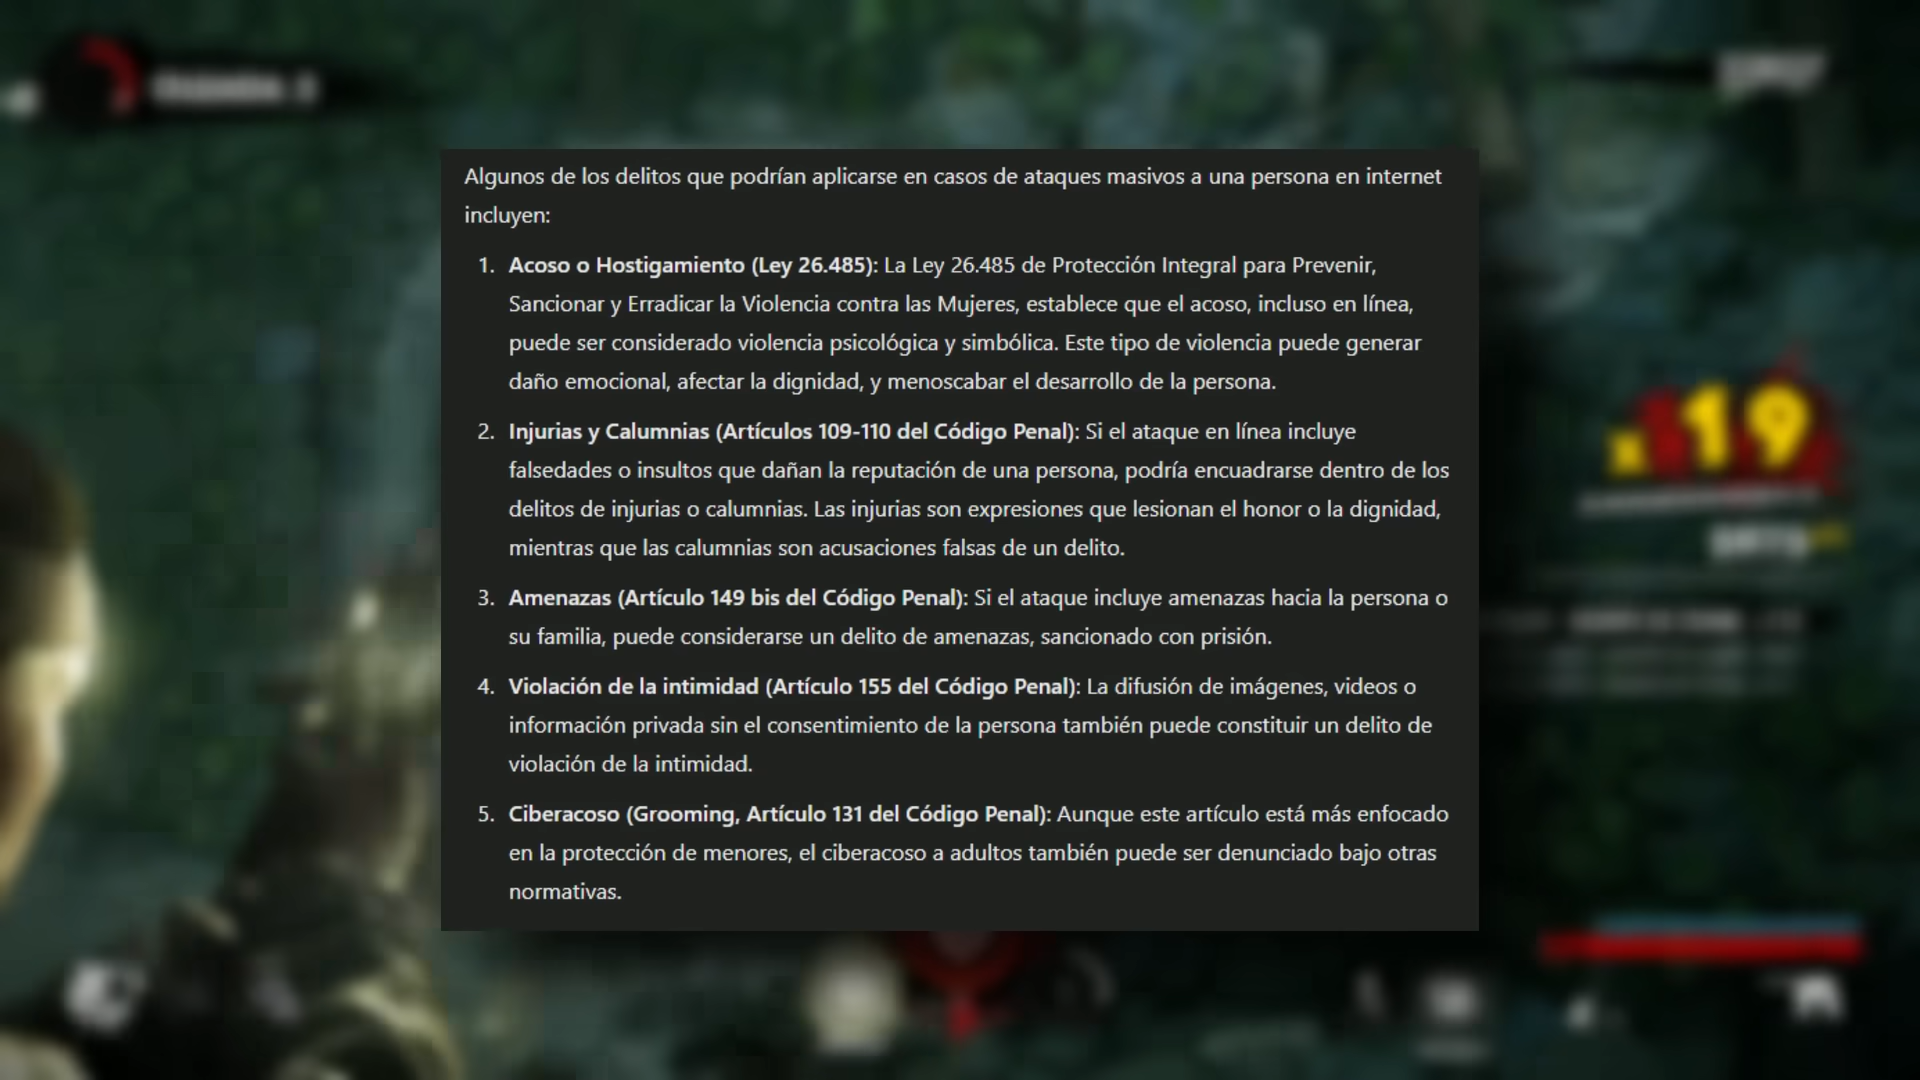 Algunos de los delitos que podrían aplicarse en casos de ataques masivos a una persona en internet
incluyen:
1. Acoso o Hostigamiento (Ley 26.485): La Ley 26.485 de Protección Integral para Prevenir,
Sancionar y Erradicar la Violencia contra las Mujeres, establece que el acoso, incluso en línea,
puede ser considerado violencia psicológica y simbólica. Este tipo de violencia puede generar
daño emocional, afectar la dignidad, y menoscabar el desarrollo de la persona.
2. Injurias y Calumnias (Artículos 109-110 del Código Penal): Si el ataque en línea incluye
falsedades o insultos que dañan la reputación de una persona, podría encuadrarse dentro de los
delitos de injurias o calumnias. Las injurias son expresiones que lesionan el honor o la dignidad,
mientras que las calumnias son acusaciones falsas de un delito.
3. Amenazas (Artículo 149 bis del Código Penal): Si el ataque incluye amenazas hacia la persona o
su familia, puede considerarse un delito de amenazas, sancionado con prisión.
4. Violación de la intimidad (Artículo 155 del Código Penal): La difusión de imágenes, videos o
información privada sin el consentimiento de la persona también puede constituir un delito de
violación de la intimidad.
5. Ciberacoso (Grooming, Artículo 131 del Código Penal): Aunque este artículo está más enfocado
en la protección de menores, el ciberacoso a adultos también puede ser denunciado bajo otras
normativas.
x19